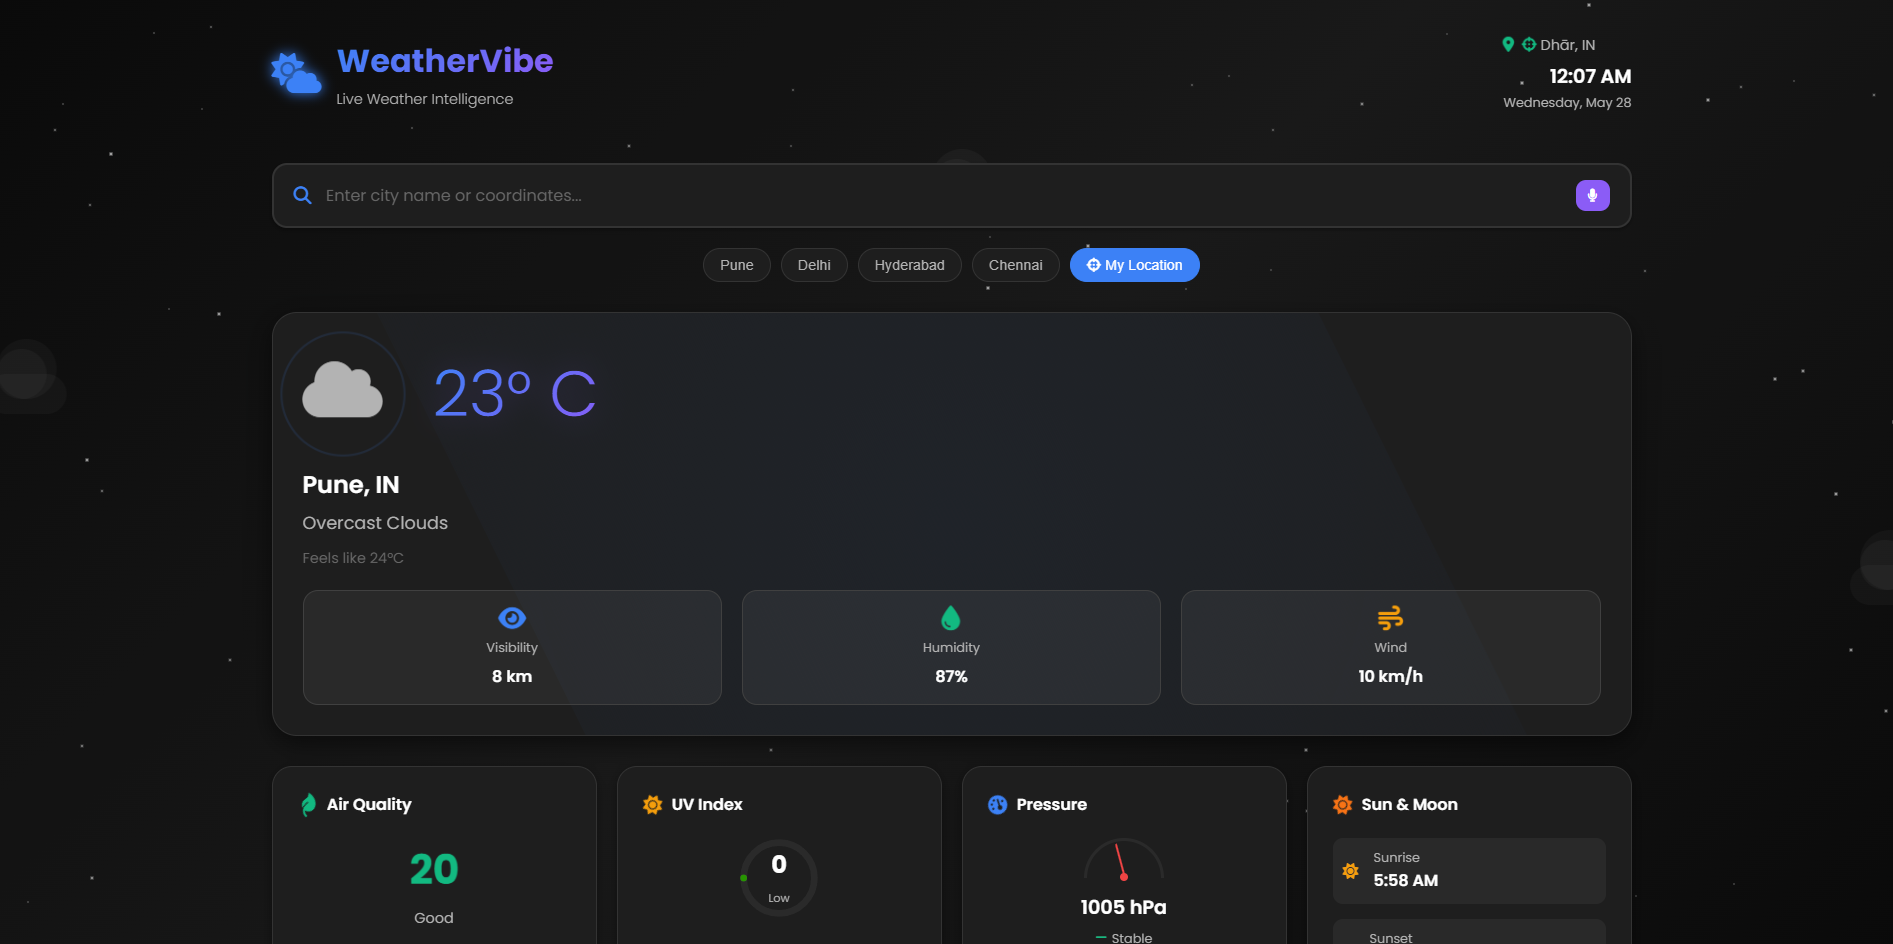 WeatherVibe
Live Weather Intelligence
Dhār, IN
12:07 AM
Wednesday, May 28
Enter city name or coordinates...
Pune
Delhi
Hyderabad
Chennai
My Location
23° C
Pune, IN
Overcast Clouds
Feels like 24°C
Visibility
8 km
Humidity
87%
Wind
10 km/h
Air Quality
20
Good
UV Index
0
Low
Pressure
1005 hPa
Stable
Sun & Moon
Sunrise
5:58 AM
Sunset